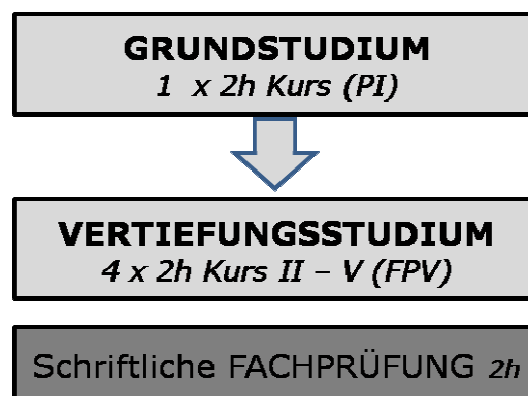 GRUNDSTUDIUM
1 x 2h Kurs (PI)
VERTIEFUNGSSTUDIUM
4 x 2h Kurs II – V (FPV)
Schriftliche FACHPRÜFUNG 2h